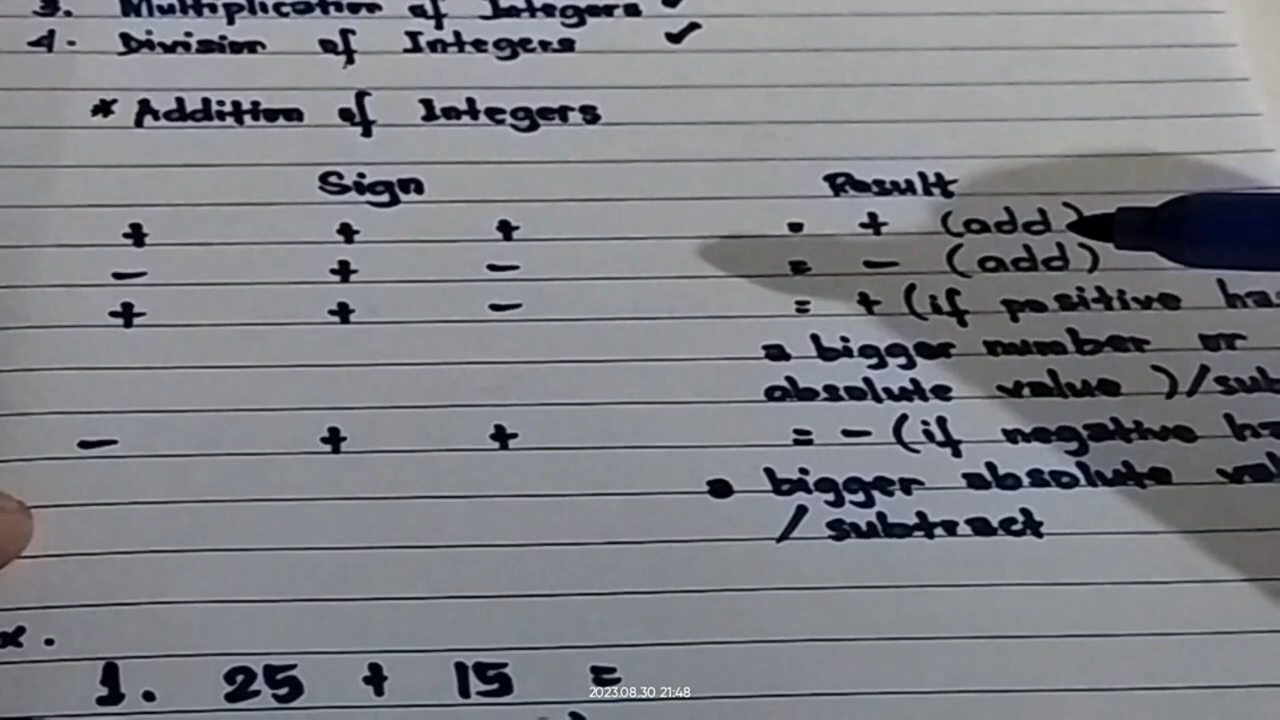 3. Multiplication of Integers ✓
4. Division of Integers ✓
* Addition of Integers
Sign Result
+ + + = + (add)
- + - = - (add)
+ + - = + (if positive
a bigger number or
absolute value )/
- + + = - (if negative
a bigger absolute
/ subtract
1. 25 + 15 =
2023.08.30 21:48